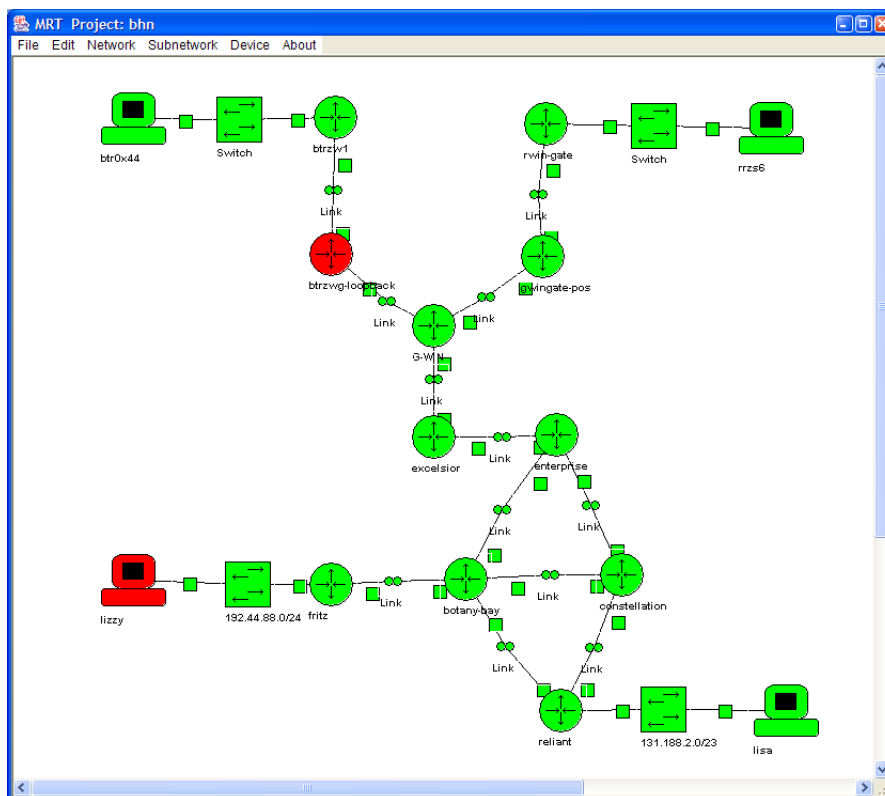 MRT Project: bhn
File Edit Network Subnetwork Device About
btr0x44
Switch
btrzw1
rwin-gate
Switch
rrzs6
Link
Link
btrzwg-loopback
gwingate-pos
Link
Link
G-WIN
Link
excelsior
Link
enterprise
Link
Link
lizzy
192.44.88.0/24
fritz
Link
botany-bay
Link
constellation
Link
Link
reliant
131.188.2.0/23
lisa